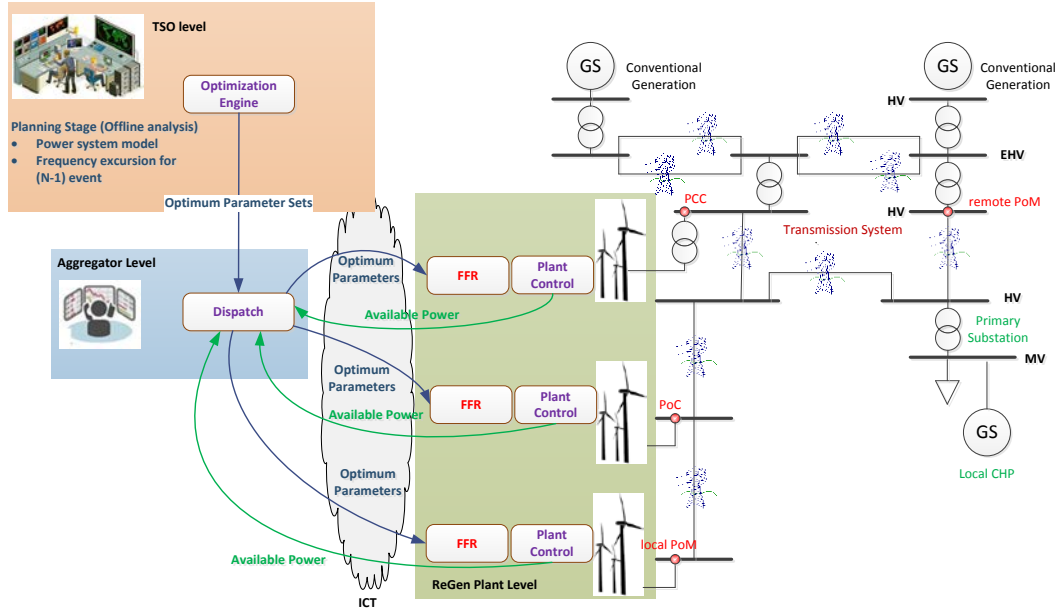 TSO level
Optimization
Engine
Planning Stage (Offline analysis)
• Power system model
• Frequency excursion for
(N-1) event
Optimum Parameter Sets
Aggregator Level
Dispatch
Optimum
Parameters
FFR
Plant
Control
Available Power
Optimum
Parameters
Available Power
FFR
Plant
Control
Optimum
Parameters
Available Power
FFR
Plant
Control
ReGen Plant Level
ICT
GS
Conventional
Generation
GS
Conventional
Generation
HV
EHV
PCC
HV
remote PoM
Transmission System
HV
Primary
Substation
MV
PoC
GS
Local CHP
local PoM